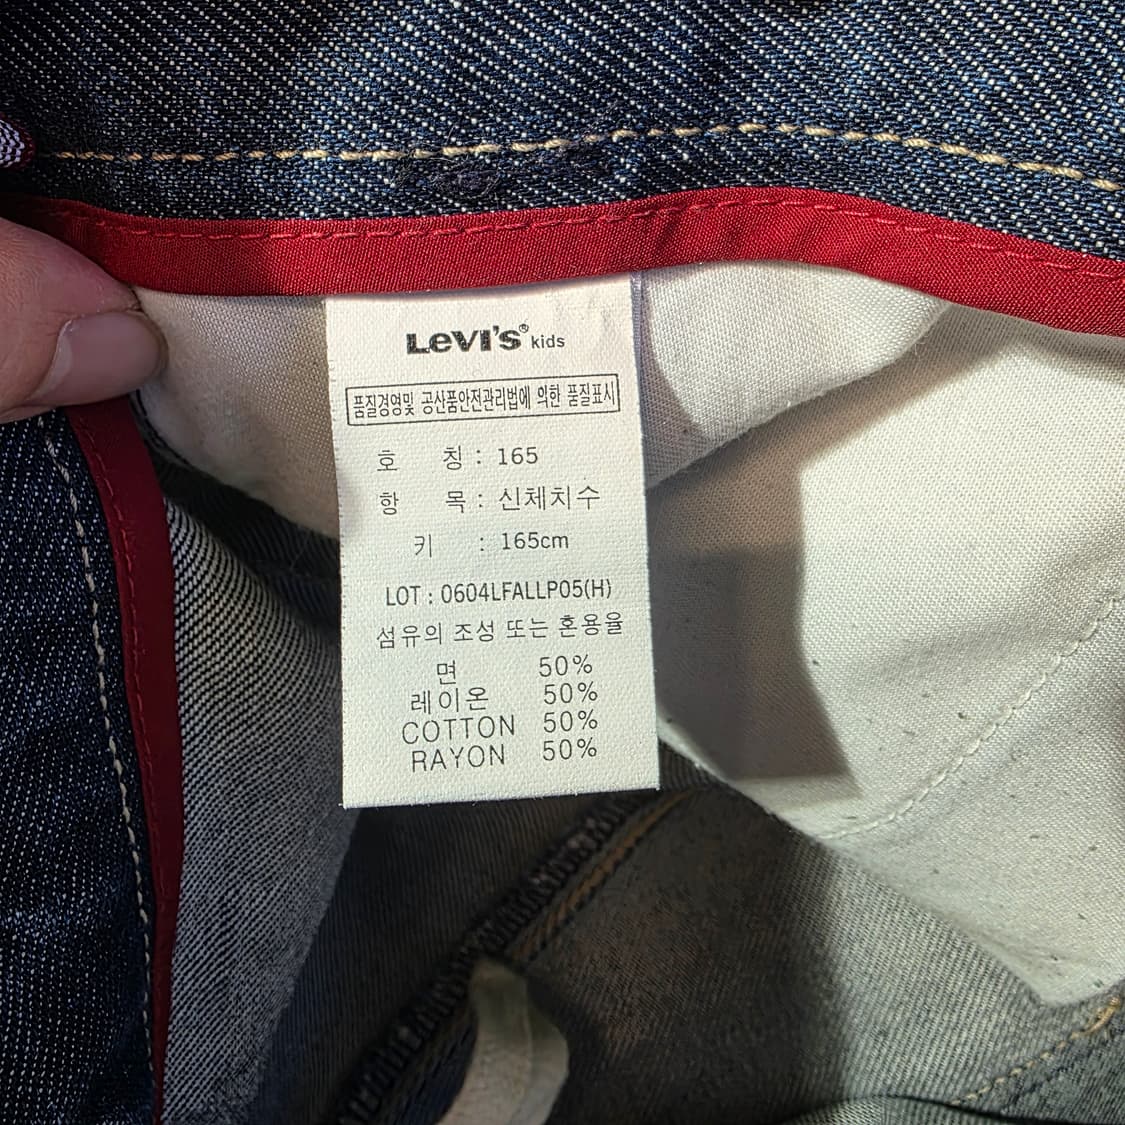 LEVI'S® kids
품질경영및 공산품안전관리법에 의한 품질표시
호 칭 : 165
항 목 : 신체치수
키 : 165cm
LOT : 0604LFALLP05(H)
섬유의 조성 또는 혼용율
면 50%
레이온 50%
COTTON 50%
RAYON 50%